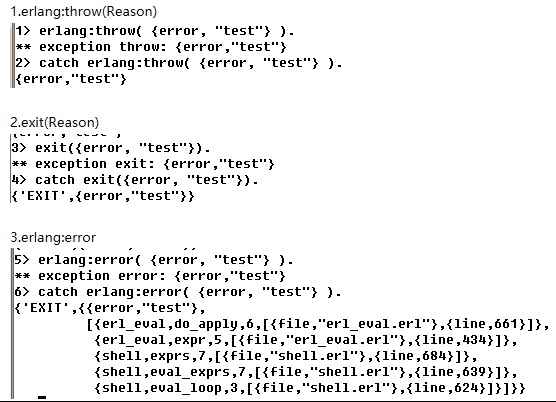 1.erlang:throw(Reason)
1> erlang:throw( {error, "test"} ).
** exception throw: {error,"test"}
2> catch erlang:throw( {error, "test"} ).
{error,"test"}
2.exit(Reason)
3> exit({error, "test"}).
** exception exit: {error,"test"}
4> catch exit({error, "test"}).
{'EXIT',{error,"test"}}
3.erlang:error
5> erlang:error( {error, "test"} ).
** exception error: {error,"test"}
6> catch erlang:error( {error, "test"} ).
{'EXIT',{{error,"test"},
[{erl_eval,do_apply,6,[{file,"erl_eval.erl"},{line,661}]},
{erl_eval,expr,5,[{file,"erl_eval.erl"},{line,434}]},
{shell,exprs,7,[{file,"shell.erl"},{line,684}]},
{shell,eval_exprs,7,[{file,"shell.erl"},{line,639}]},
{shell,eval_loop,3,[{file,"shell.erl"},{line,624}]}]}}